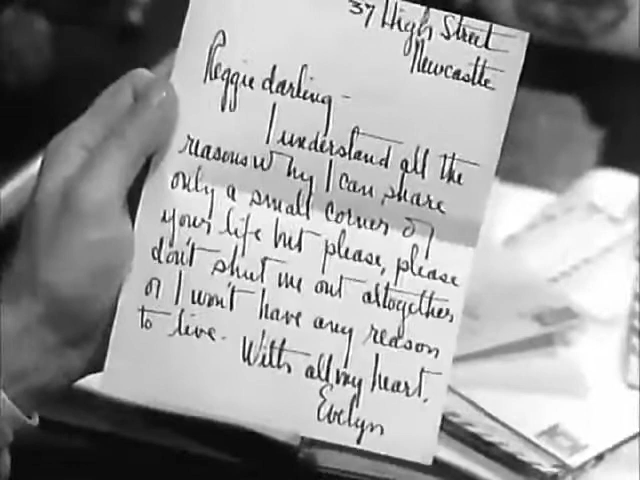 37 High Street
Newcastle
Reggie darling -
I understand all the
reasons why I can share
only a small corner of
your life but please, please
don't shut me out altogether
or I won't have any reason
to live.
With all my heart,
Evelyn